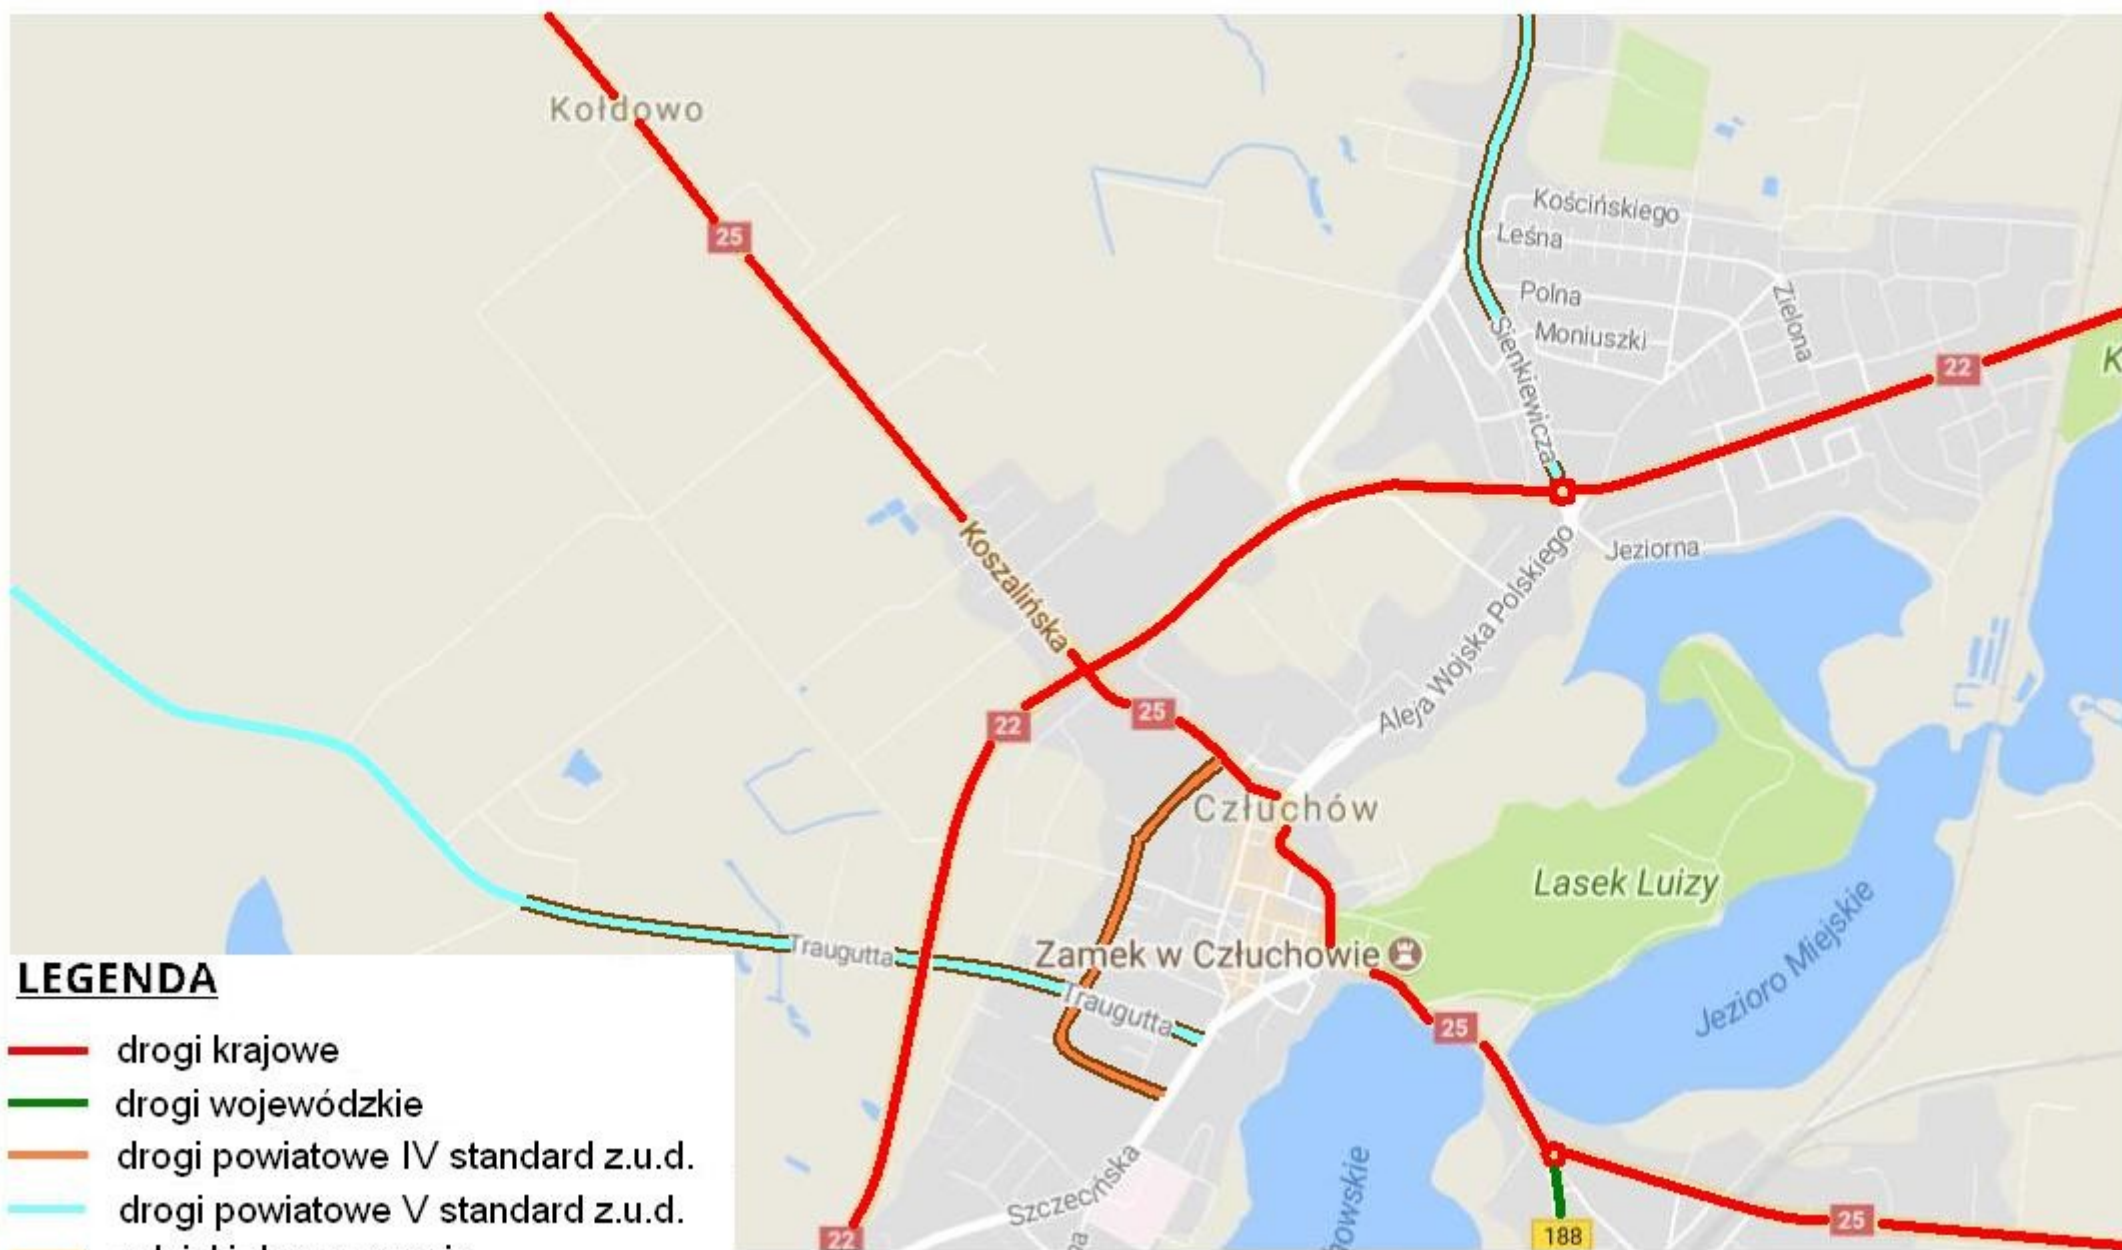 Kołdowo
25
Kościńskiego
Leśna
Polna
Zielona
Moniuszki
Sienkiewicza
22
K
Koszalińska
Jeziorna
Aleja Wojska Polskiego
22
25
Człuchów
Lasek Luizy
Traugutta
Zamek w Człuchowie
Jezioro Miejskie
Traugutta
25
LEGENDA
drogi krajowe
drogi wojewódzkie
drogi powiatowe IV standard z.u.d.
drogi powiatowe V standard z.u.d.
Szczecińska
22
25
188